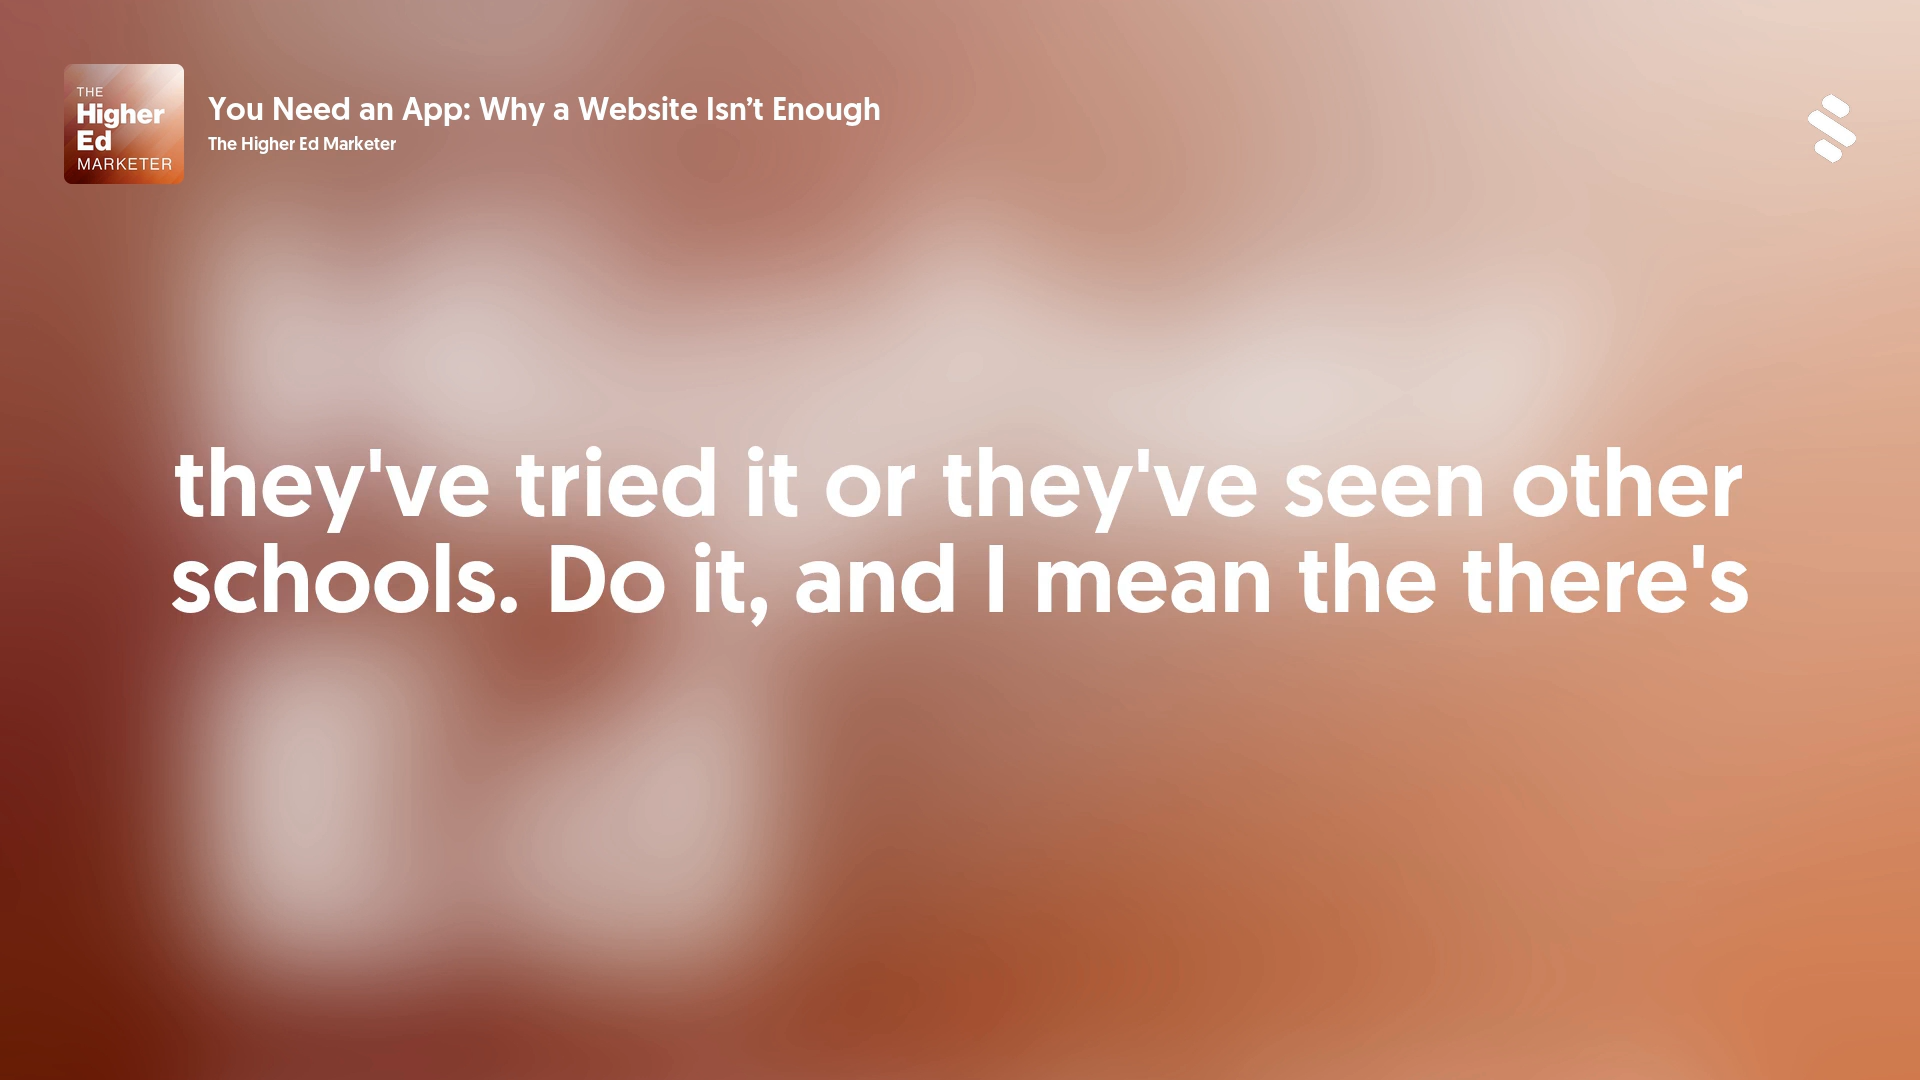 THE
Higher
Ed
MARKETER
You Need an App: Why a Website Isn’t Enough
The Higher Ed Marketer
they've tried it or they've seen other
schools. Do it, and I mean the there's